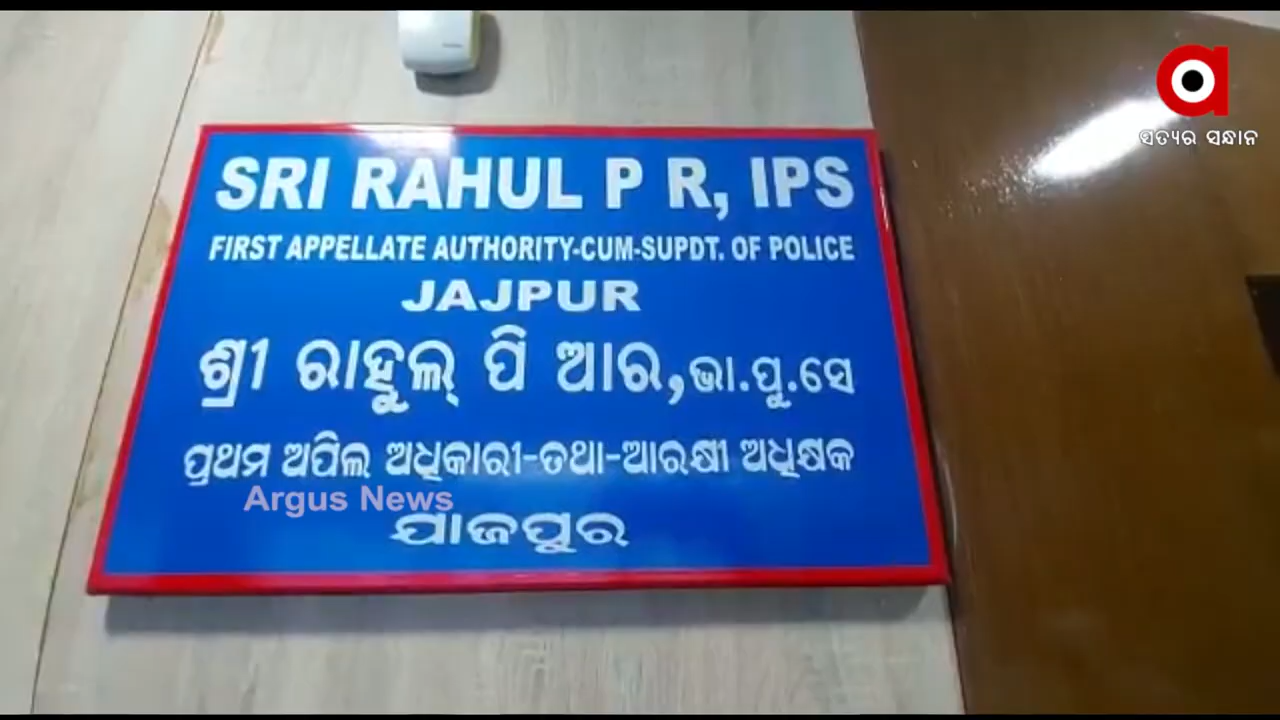 ସତ୍ୟର ସନ୍ଧାନ
SRI RAHUL P R, IPS
FIRST APPELLATE AUTHORITY-CUM-SUPDT. OF POLICE
JAJPUR
ଶ୍ରୀ ରାହୁଲ୍ ପି ଆର,ଭା.ପୁ.ସେ
ପ୍ରଥମ ଅପିଲ ଅଧିକାରୀ-ତଥା-ଆରକ୍ଷୀ ଅଧିକ୍ଷକ
Argus News
ଯାଜପୁର